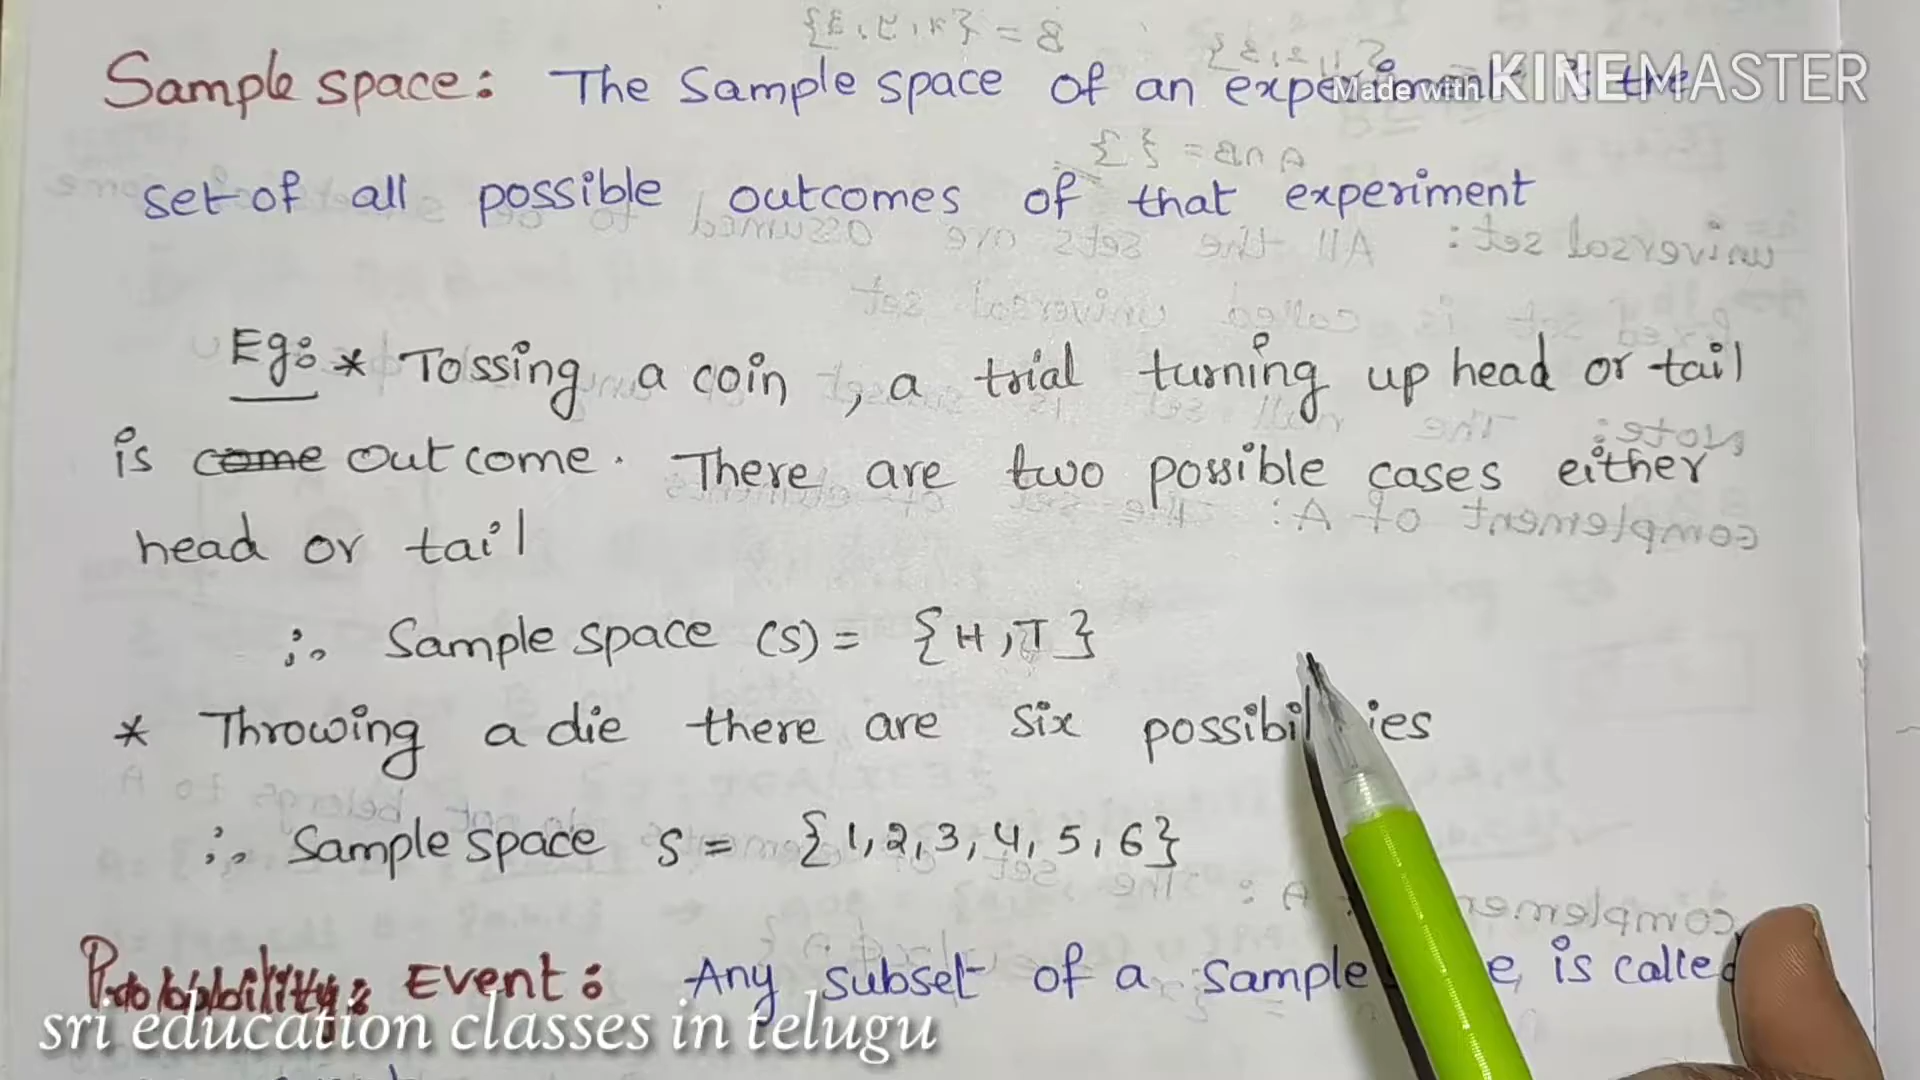 Sample space: The Sample space of an experiment is the
Made with KINEMASTER
set of all possible outcomes of that experiment
Eg: * Tossing a coin, a trial turning up head or tail
is come outcome. There are two possible cases either
head or tail
∴ Sample space (S) = {H,T}
* Throwing a die there are six possibilities
∴ Sample space S = {1,2,3,4,5,6}
Probability: Event: Any subset of a Sample is called
sri education classes in telugu